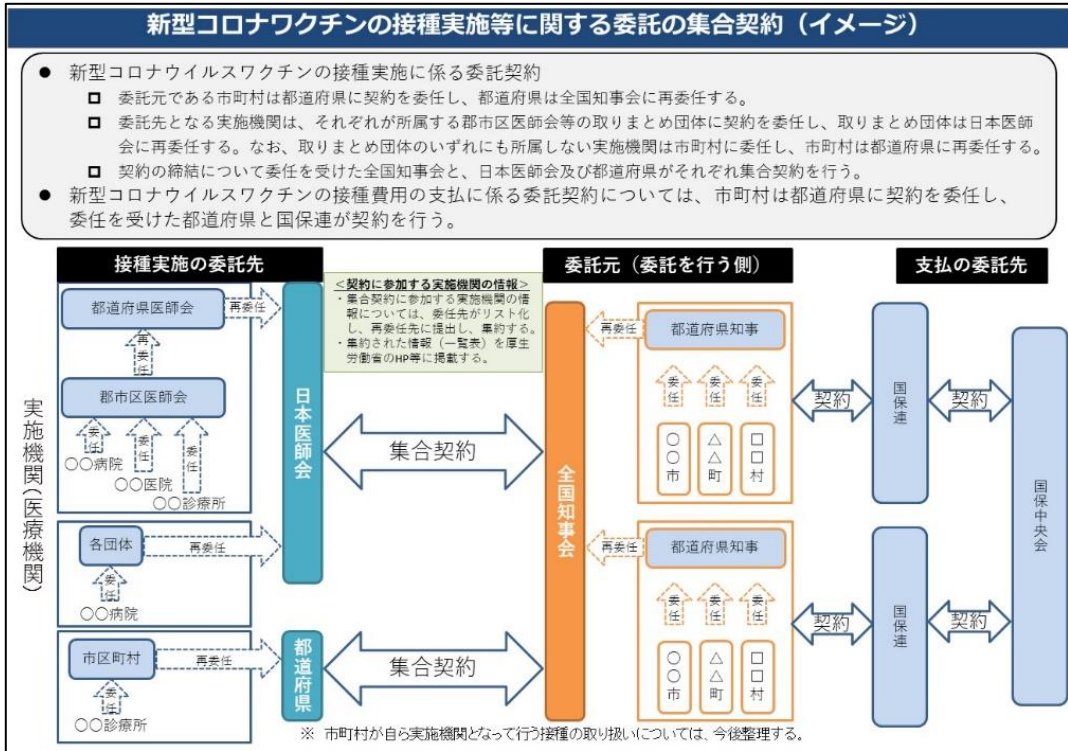 新型コロナワクチンの接種実施等に関する委託の集合契約（イメージ）
● 新型コロナウイルスワクチンの接種実施に係る委託契約
□ 委託元である市町村は都道府県に契約を委任し、都道府県は全国知事会に再委任する。
□ 委託先となる実施機関は、それぞれが所属する郡市区医師会等の取りまとめ団体に契約を委任し、取りまとめ団体は日本医師
会に再委任する。なお、取りまとめ団体のいずれにも所属しない実施機関は市町村に委任し、市町村は都道府県に再委任する。
□ 契約の締結について委任を受けた全国知事会と、日本医師会及び都道府県がそれぞれ集合契約を行う。
● 新型コロナウイルスワクチンの接種費用の支払に係る委託契約については、市町村は都道府県に契約を委任し、
委任を受けた都道府県と国保連が契約を行う。
接種実施の委託先
委託元（委託を行う側）
支払の委託先
実施機関(医療機関)
都道府県医師会
再委任
再委任
郡市区医師会
委任
委任
委任
〇〇病院
〇〇医院
〇〇診療所
各団体
再委任
委任
〇〇病院
市区町村
再委任
委任
〇〇診療所
日本医師会
都道府県
＜契約に参加する実施機関の情報＞
・集合契約に参加する実施機関の情
報については、委任先がリスト化
し、再委任先に提出し、集約する。
・集約された情報（一覧表）を厚生
労働省のHP等に掲載する。
集合契約
集合契約
全国知事会
再委任
都道府県知事
委任
委任
委任
〇〇市
△△町
□□村
再委任
都道府県知事
委任
委任
委任
〇〇市
△△町
□□村
契約
国保連
契約
契約
国保連
契約
国保中央会
※ 市町村が自ら実施機関となって行う接種の取り扱いについては、今後整理する。